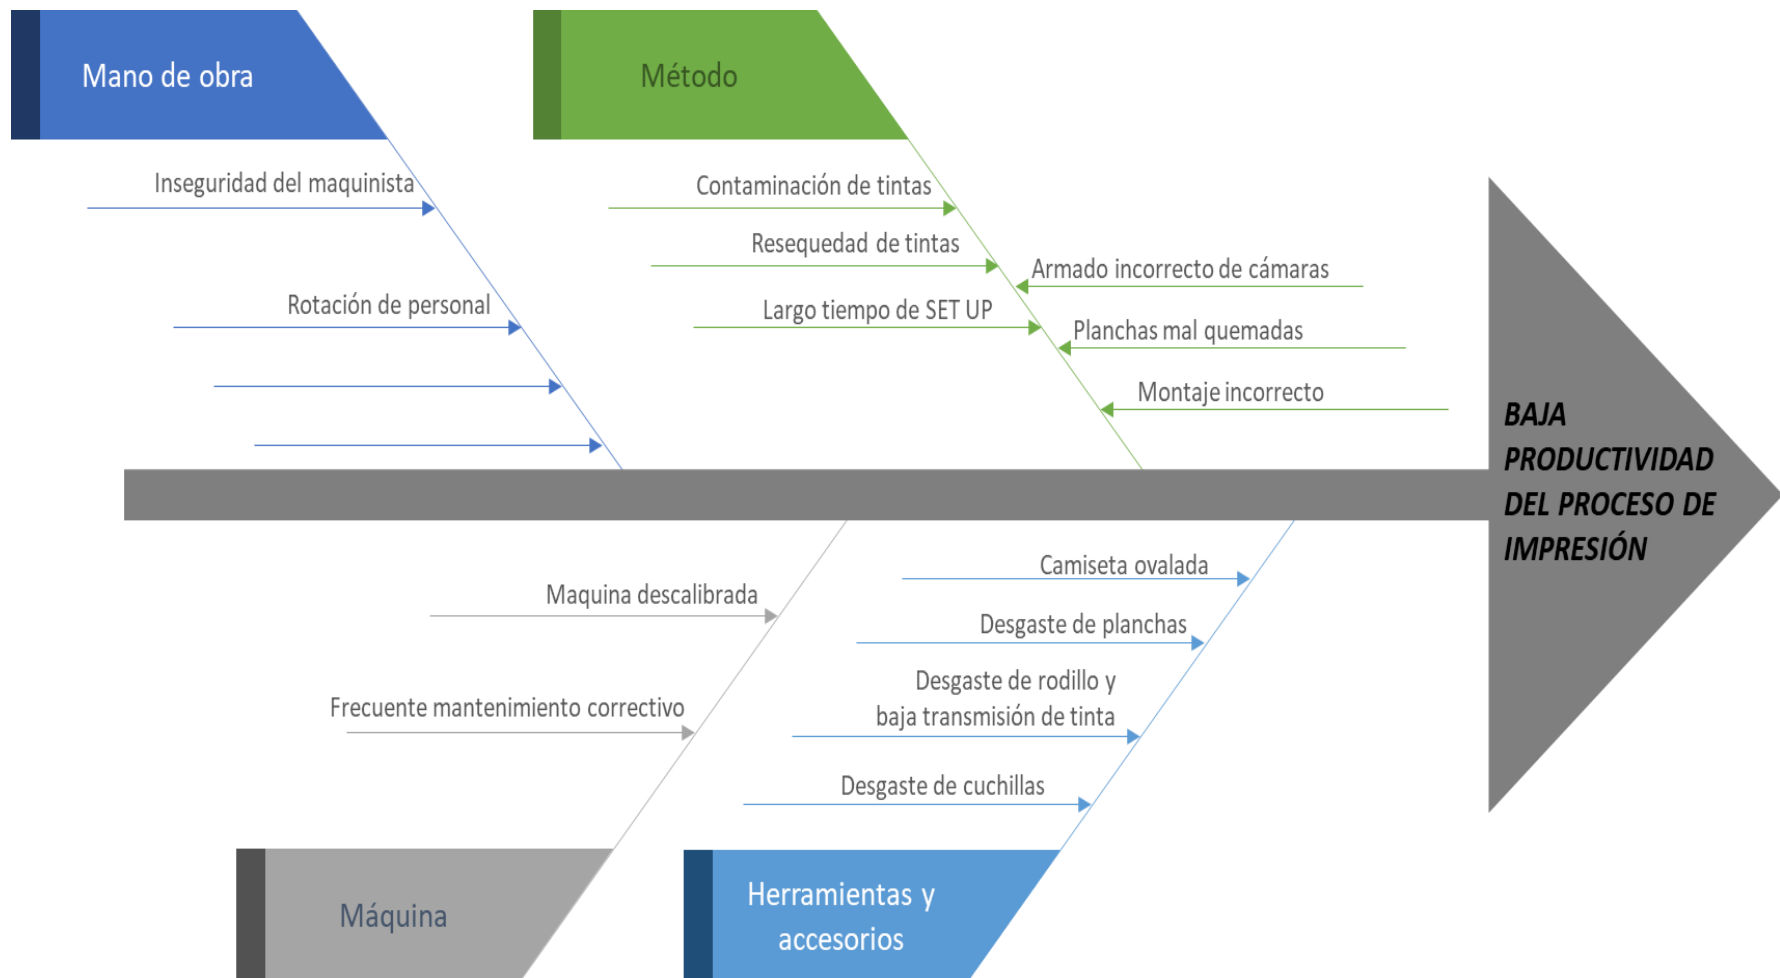 Mano de obra
Inseguridad del maquinista
Rotación de personal
Método
Contaminación de tintas
Resequedad de tintas
Largo tiempo de SET UP
Armado incorrecto de cámaras
Planchas mal quemadas
Montaje incorrecto
BAJA
PRODUCTIVIDAD
DEL PROCESO DE
IMPRESIÓN
Maquina descalibrada
Frecuente mantenimiento correctivo
Máquina
Camiseta ovalada
Desgaste de planchas
Desgaste de rodillo y
baja transmisión de tinta
Desgaste de cuchillas
Herramientas y
accesorios